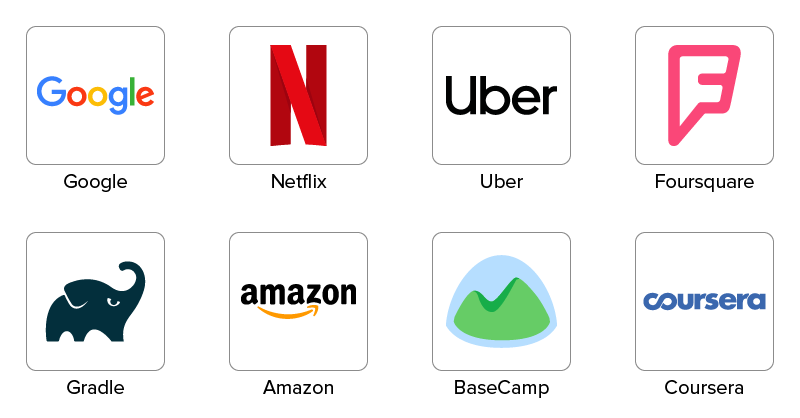 Google
N
Uber
F
Google
Netflix
Uber
Foursquare
amazon
coursera
Gradle
Amazon
BaseCamp
Coursera